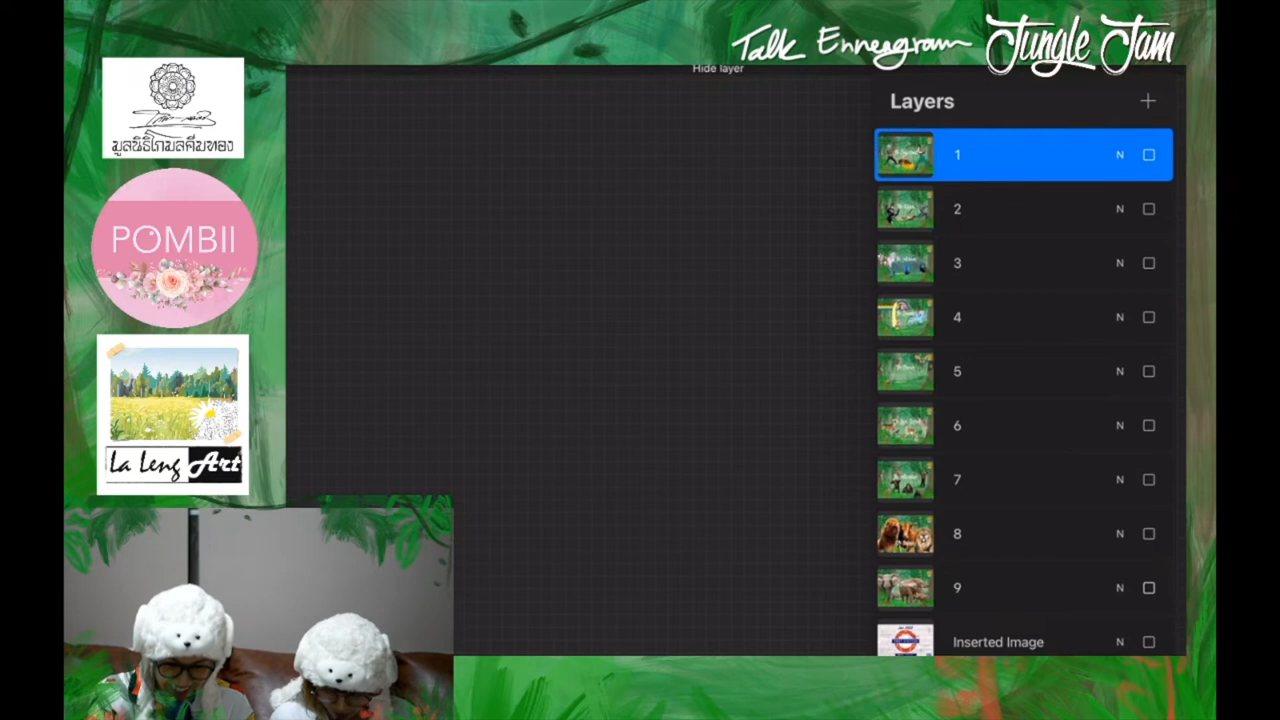 Talk Enneagram Jungle Jam
Hide layer
มูลนิธิโกมลคีมทอง
POMBII
La Leng Art
Layers
1 N
2 N
3 N
4 N
5 N
6 N
7 N
8 N
9 N
Inserted Image N